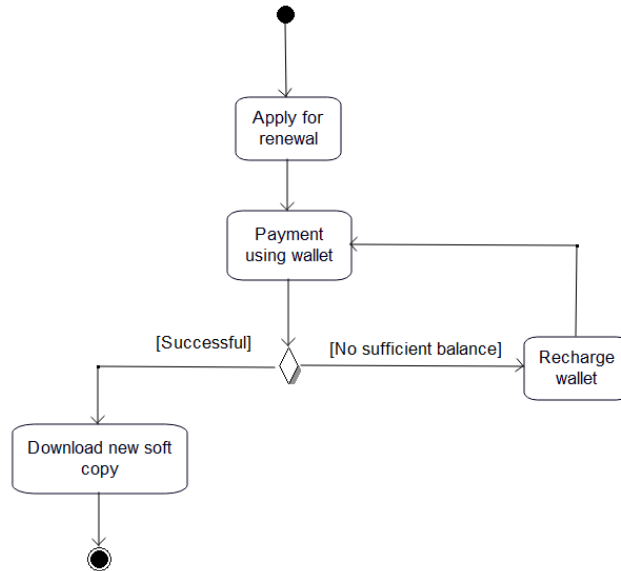 Apply for
renewal
Payment
using wallet
[Successful]
[No sufficient balance]
Recharge
wallet
Download new soft
copy